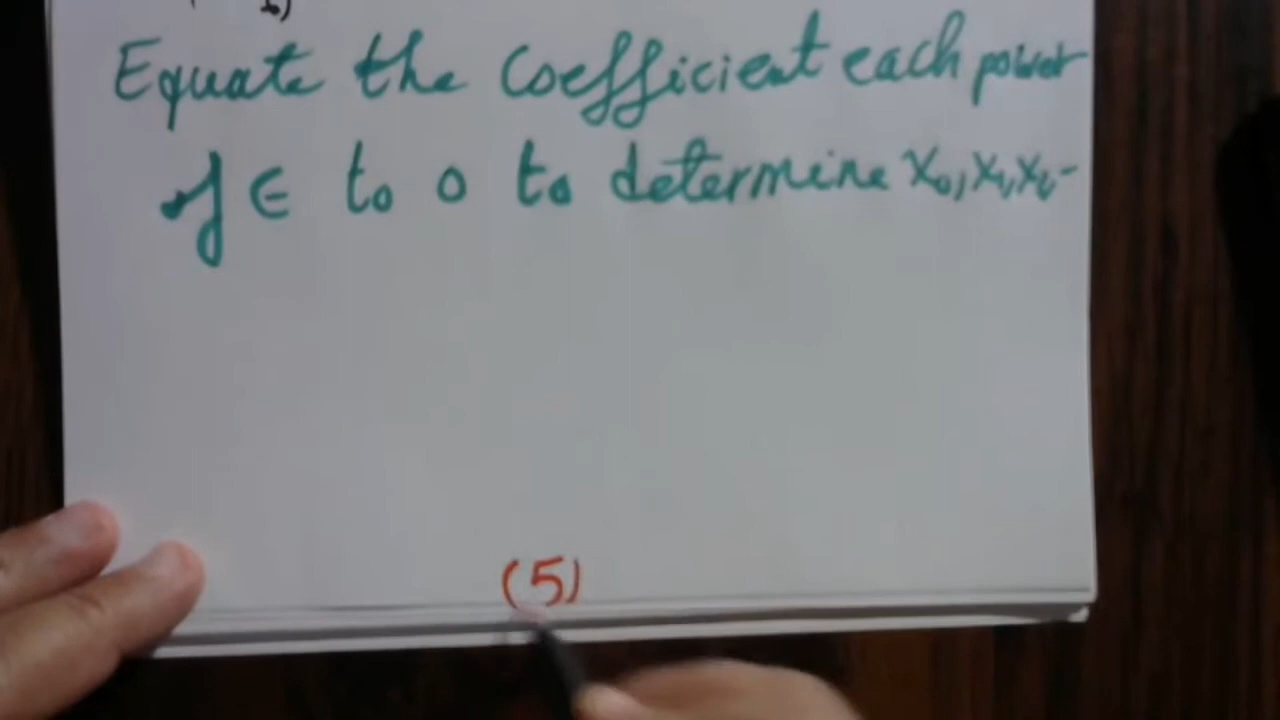 Equate the Coefficient each power
of ∈ to 0 to determine x₀, x₁, x₂ -
(5)